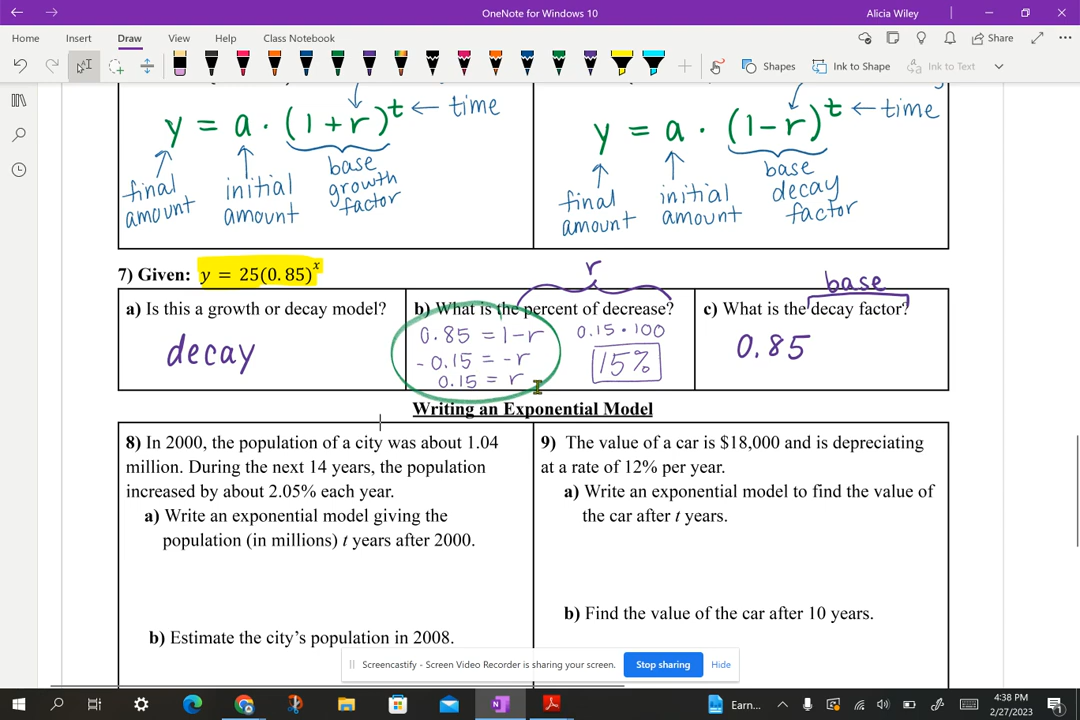 OneNote for Windows 10
Alicia Wiley
Home Insert Draw View Help Class Notebook
Share
Shapes Ink to Shape Ink to Text
y = a · (1 + r)^t ← time
final amount
initial amount
base growth factor
y = a · (1 − r)^t ← time
final amount
initial amount
base decay factor
7) Given: y = 25(0.85)^x
r
base
a) Is this a growth or decay model?
decay
b) What is the percent of decrease?
0.85 = 1 − r
- 0.15 = - r
0.15 = r
0.15 • 100
15%
c) What is the decay factor?
0.85
Writing an Exponential Model
8) In 2000, the population of a city was about 1.04
million. During the next 14 years, the population
increased by about 2.05% each year.
a) Write an exponential model giving the
population (in millions) t years after 2000.
b) Estimate the city's population in 2008.
9) The value of a car is $18,000 and is depreciating
at a rate of 12% per year.
a) Write an exponential model to find the value of
the car after t years.
b) Find the value of the car after 10 years.
Screencastify - Screen Video Recorder is sharing your screen.
Stop sharing
Hide
Earn...
4:38 PM
2/27/2023